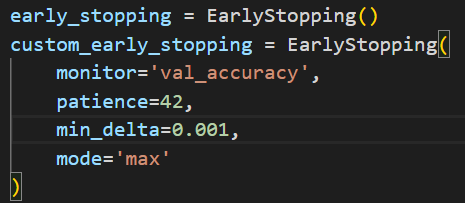 early_stopping = EarlyStopping()
custom_early_stopping = EarlyStopping(
    monitor='val_accuracy',
    patience=42,
    min_delta=0.001,
    mode='max'
)